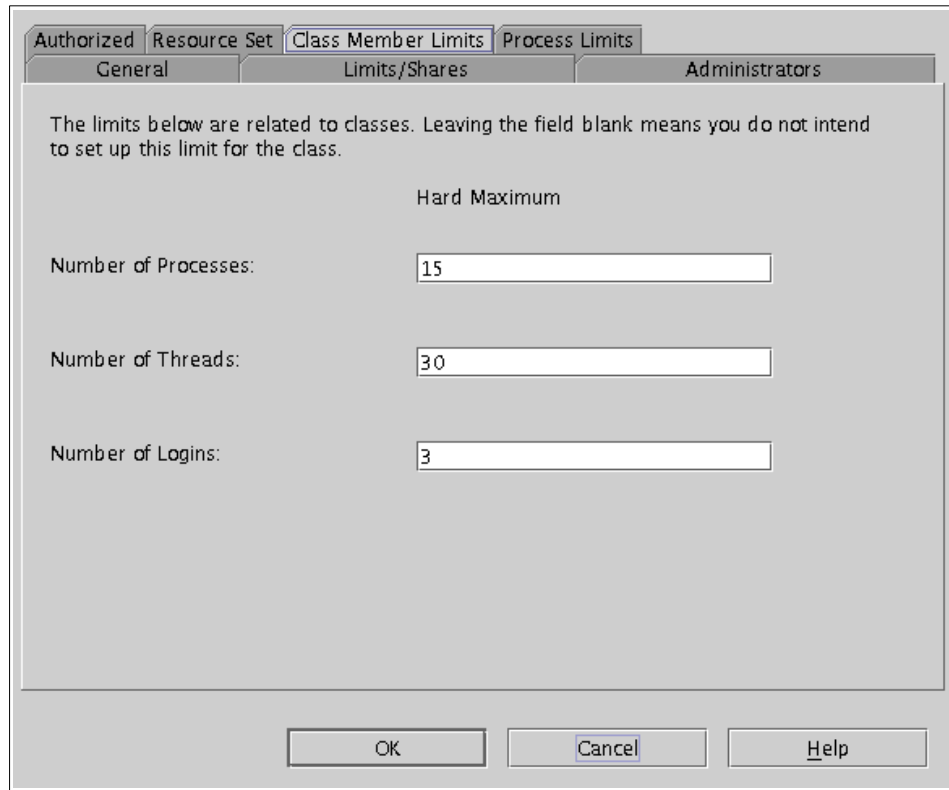 Authorized Resource Set Class Member Limits Process Limits
General Limits/Shares Administrators
The limits below are related to classes. Leaving the field blank means you do not intend
to set up this limit for the class.
Hard Maximum
Number of Processes: 15
Number of Threads: 30
Number of Logins: 3
OK Cancel Help